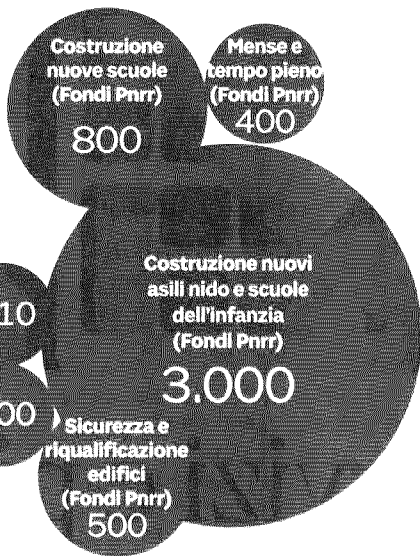 Costruzione
nuove scuole
(Fondi Pnrr)
800
Mense e
tempo pieno
(Fondi Pnrr)
400
Costruzione nuovi
asili nido e scuole
dell'infanzia
(Fondi Pnrr)
3.000
10
00
Sicurezza e
riqualificazione
edifici
(Fondi Pnrr)
500